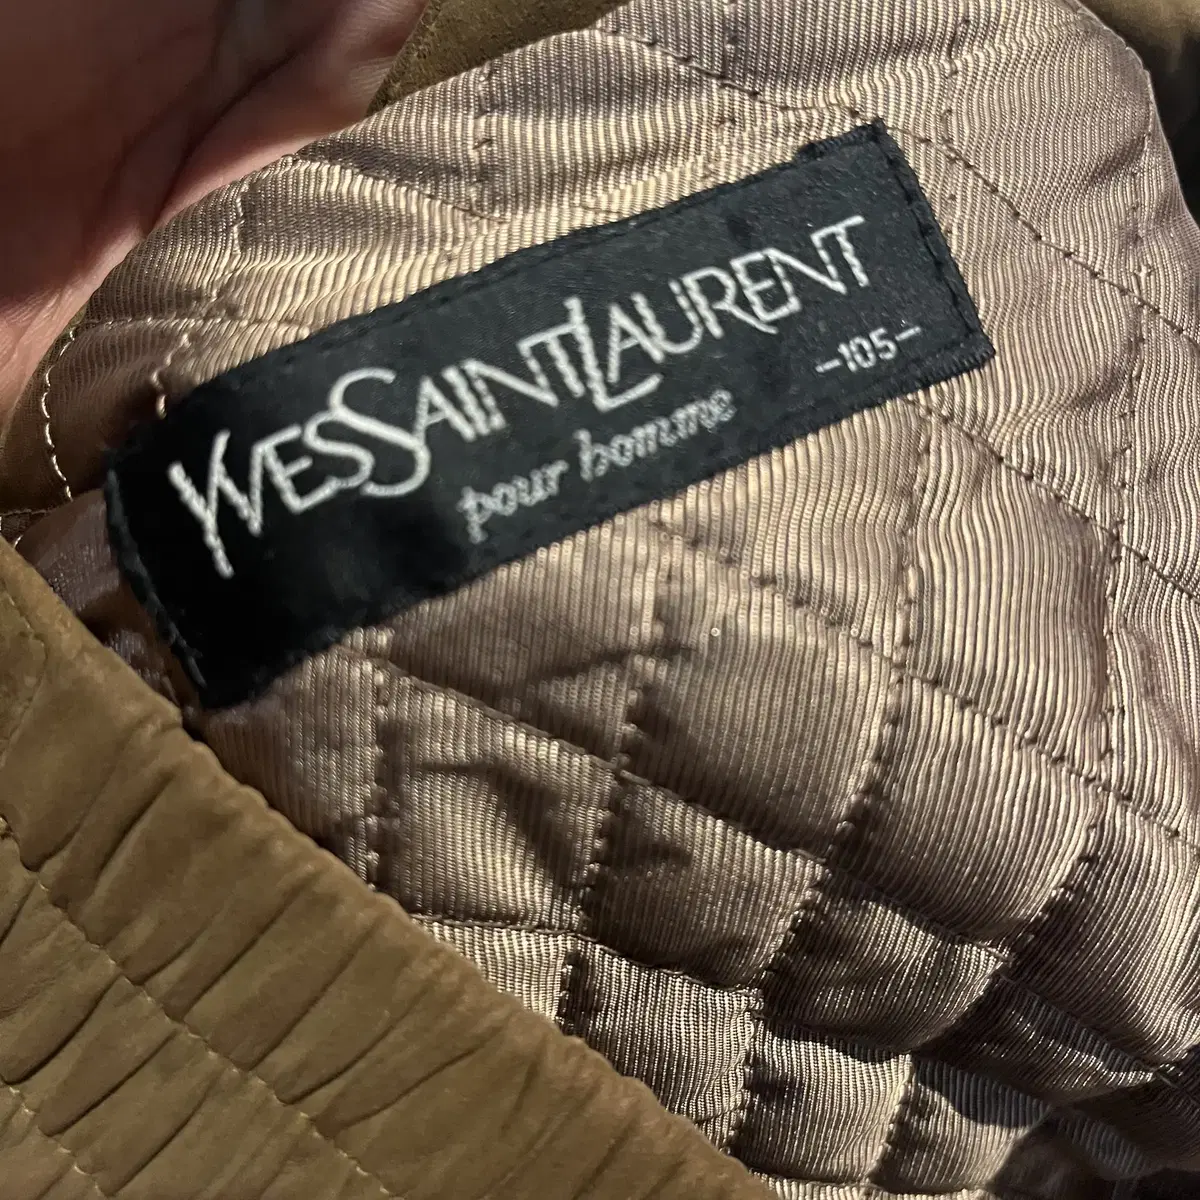 YVESSAINTLAURENT
pour homme
-105-